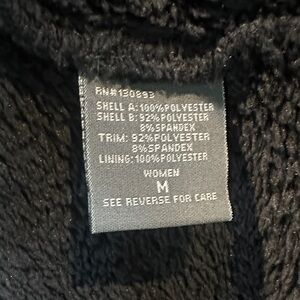 RN#130893
SHELL A: 100%POLYESTER
SHELL B: 92%POLYESTER
8%SPANDEX
TRIM: 92%POLYESTER
8%SPANDEX
LINING: 100%POLYESTER
WOMEN
M
SEE REVERSE FOR CARE